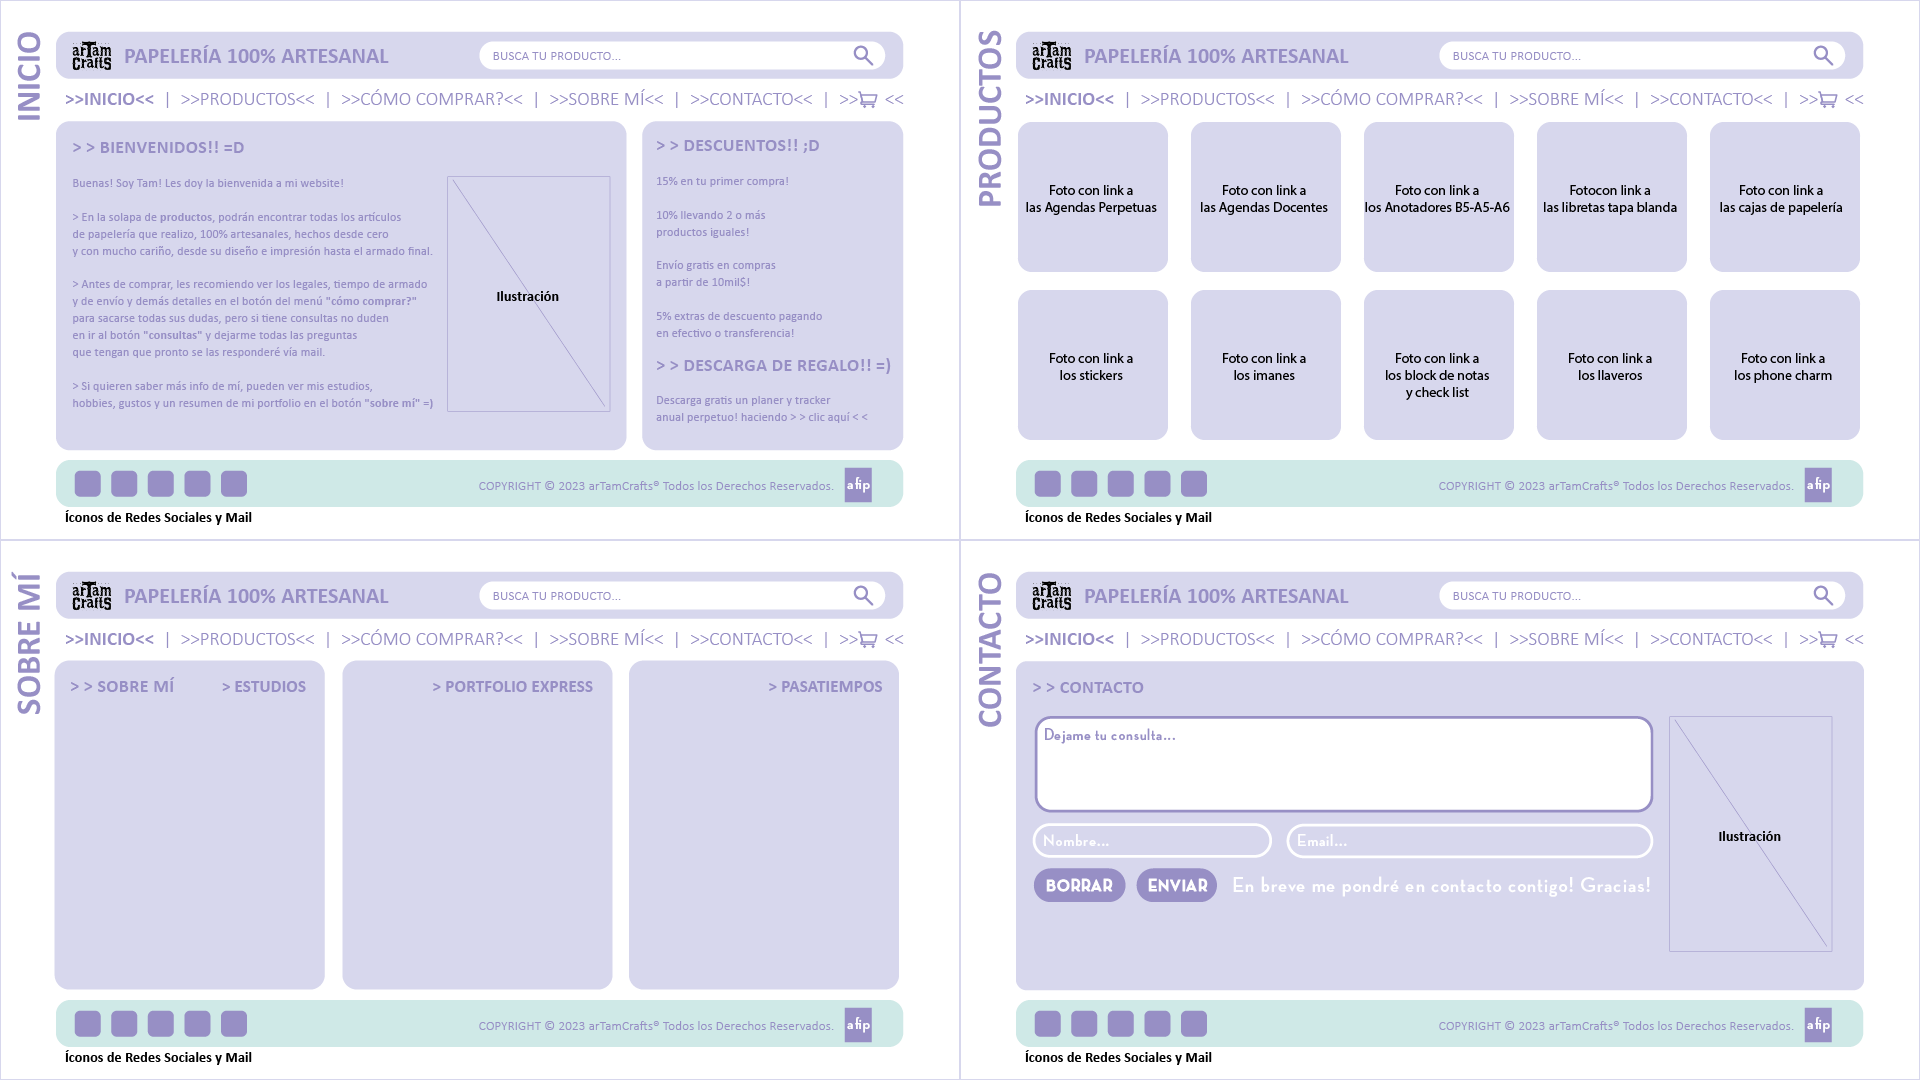 INICIO
arTam
Crafts
PAPELERÍA 100% ARTESANAL
BUSCA TU PRODUCTO...
>>INICIO<< | >>PRODUCTOS<< | >>CÓMO COMPRAR?<< | >>SOBRE MÍ<< | >>CONTACTO<< | >> <<
> > BIENVENIDOS!! =D
Buenas! Soy Tam! Les doy la bienvenida a mi website!
> En la solapa de productos, podrán encontrar todas los artículos
de papelería que realizo, 100% artesanales, hechos desde cero
y con mucho cariño, desde su diseño e impresión hasta el armado final.
> Antes de comprar, les recomiendo ver los legales, tiempo de armado
y de envío y demás detalles en el botón del menú "cómo comprar?"
para sacarse todas sus dudas, pero si tiene consultas no duden
en ir al botón "consultas" y dejarme todas las preguntas
que tengan que pronto se las responderé vía mail.
> Si quieren saber más info de mí, pueden ver mis estudios,
hobbies, gustos y un resumen de mi portfolio en el botón "sobre mí" =)
Ilustración
> > DESCUENTOS!! ;D
15% en tu primer compra!
10% llevando 2 o más
productos iguales!
Envío gratis en compras
a partir de 10mil$!
5% extras de descuento pagando
en efectivo o transferencia!
> > DESCARGA DE REGALO!! =)
Descarga gratis un planer y tracker
anual perpetuo! haciendo > > clic aquí < <
COPYRIGHT © 2023 arTamCrafts® Todos los Derechos Reservados.
afip
Íconos de Redes Sociales y Mail
PRODUCTOS
arTam
Crafts
PAPELERÍA 100% ARTESANAL
BUSCA TU PRODUCTO...
>>INICIO<< | >>PRODUCTOS<< | >>CÓMO COMPRAR?<< | >>SOBRE MÍ<< | >>CONTACTO<< | >> <<
Foto con link a
las Agendas Perpetuas
Foto con link a
las Agendas Docentes
Foto con link a
los Anotadores B5-A5-A6
Fotocon link a
las libretas tapa blanda
Foto con link a
las cajas de papelería
Foto con link a
los stickers
Foto con link a
los imanes
Foto con link a
los block de notas
y check list
Foto con link a
los llaveros
Foto con link a
los phone charm
COPYRIGHT © 2023 arTamCrafts® Todos los Derechos Reservados.
afip
Íconos de Redes Sociales y Mail
SOBRE MÍ
arTam
Crafts
PAPELERÍA 100% ARTESANAL
BUSCA TU PRODUCTO...
>>INICIO<< | >>PRODUCTOS<< | >>CÓMO COMPRAR?<< | >>SOBRE MÍ<< | >>CONTACTO<< | >> <<
> > SOBRE MÍ
> ESTUDIOS
> PORTFOLIO EXPRESS
> PASATIEMPOS
COPYRIGHT © 2023 arTamCrafts® Todos los Derechos Reservados.
afip
Íconos de Redes Sociales y Mail
CONTACTO
arTam
Crafts
PAPELERÍA 100% ARTESANAL
BUSCA TU PRODUCTO...
>>INICIO<< | >>PRODUCTOS<< | >>CÓMO COMPRAR?<< | >>SOBRE MÍ<< | >>CONTACTO<< | >> <<
> > CONTACTO
Dejame tu consulta...
Nombre...
Email...
BORRAR
ENVIAR
En breve me pondré en contacto contigo! Gracias!
Ilustración
COPYRIGHT © 2023 arTamCrafts® Todos los Derechos Reservados.
afip
Íconos de Redes Sociales y Mail